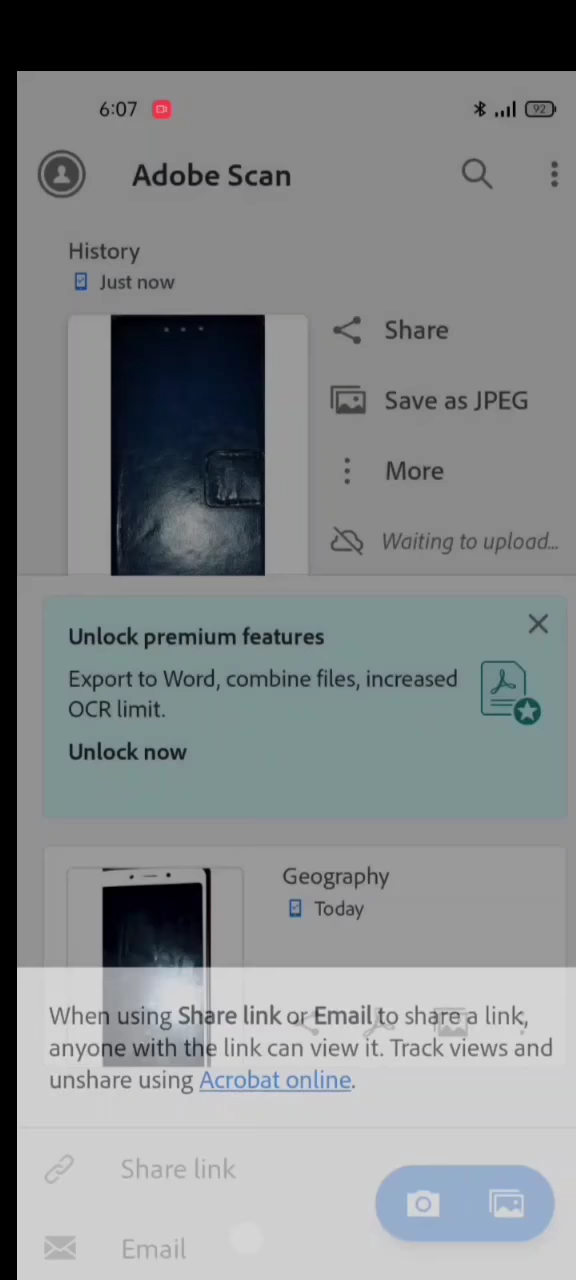 6:07
92
Adobe Scan
History
Just now
Share
Save as JPEG
More
Waiting to upload...
Unlock premium features
Export to Word, combine files, increased
OCR limit.
Unlock now
Geography
Today
When using Share link or Email to share a link,
anyone with the link can view it. Track views and
unshare using Acrobat online.
Share link
Email